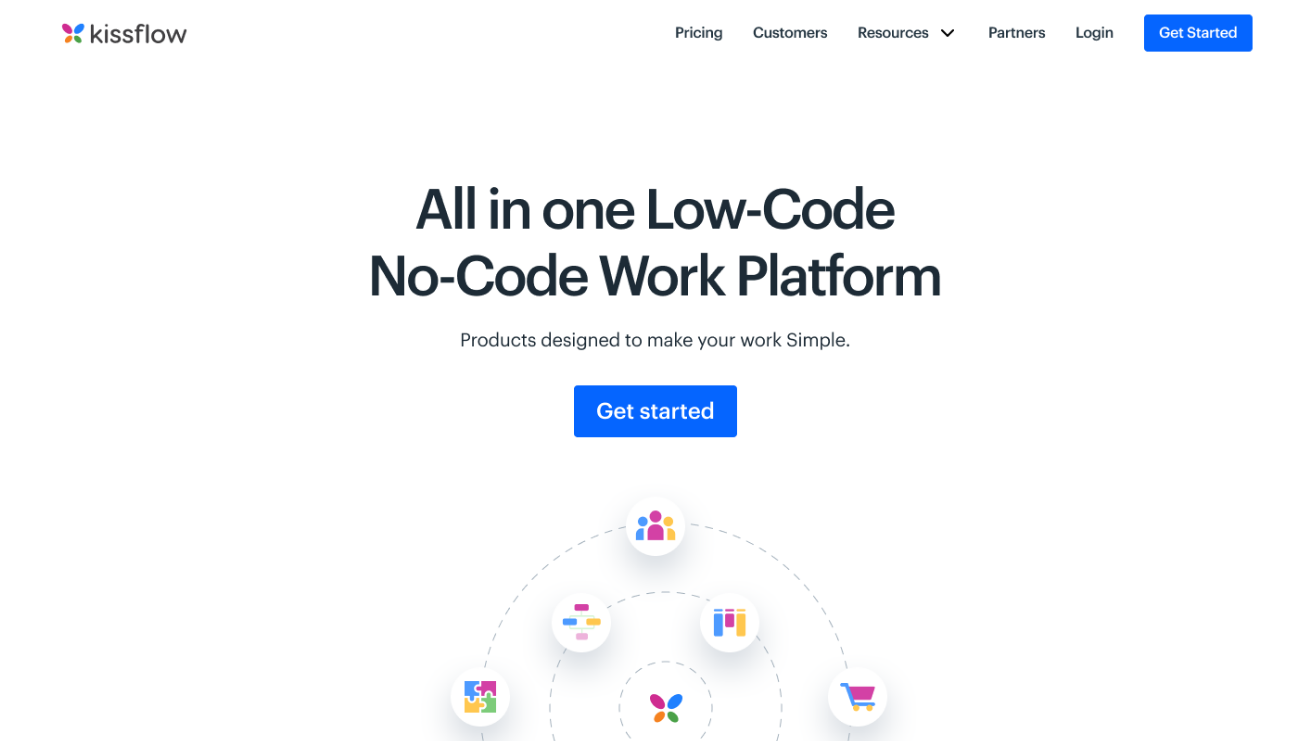 kissflow
Pricing
Customers
Resources
Partners
Login
Get Started
All in one Low-Code
No-Code Work Platform
Products designed to make your work Simple.
Get started